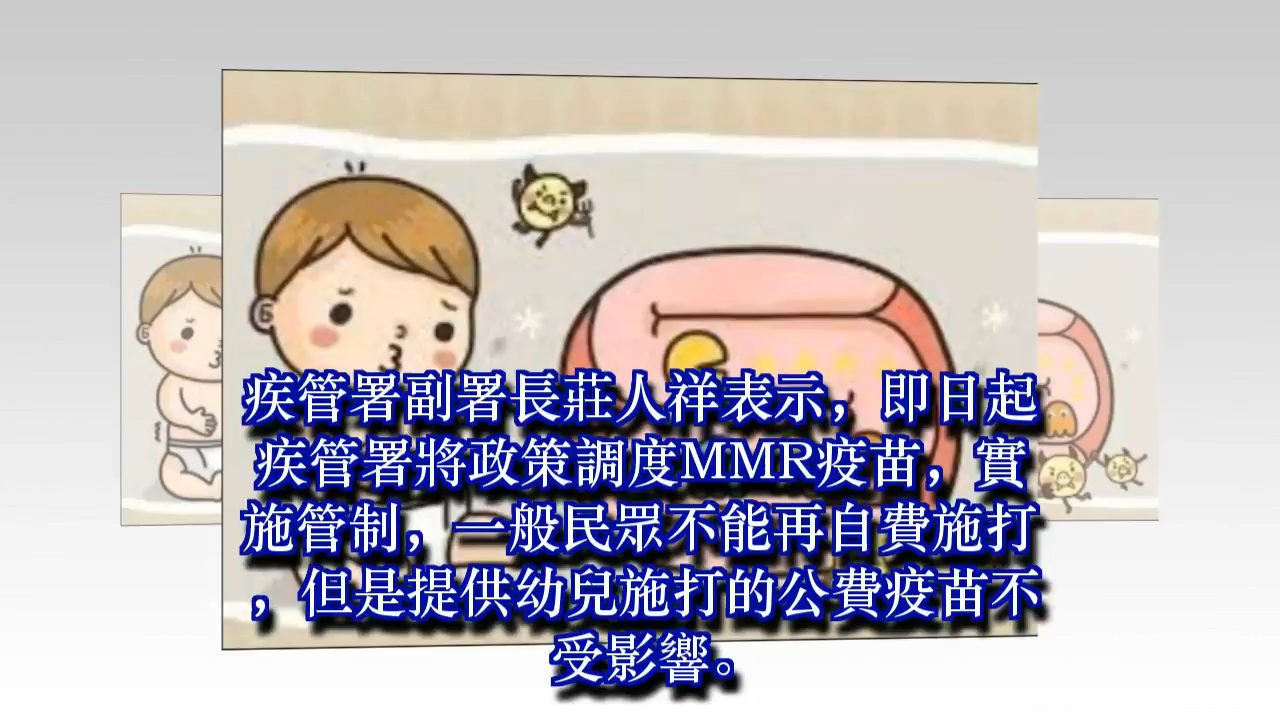 疾管署副署長莊人祥表示，即日起
疾管署將政策調度MMR疫苗，實
施管制，一般民眾不能再自費施打
，但是提供幼兒施打的公費疫苗不
受影響。